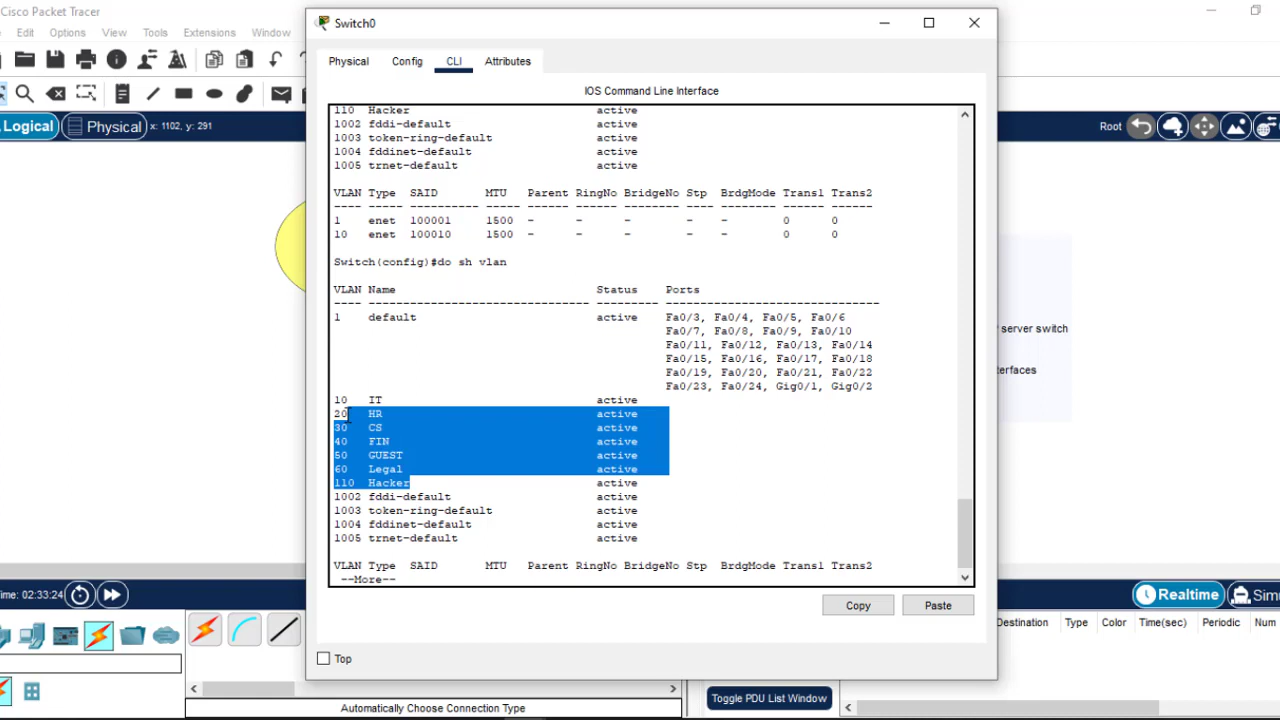 Cisco Packet Tracer
Edit Options View Tools Extensions Window
Logical Physical x: 1102, y: 291
Root
Switch0
Physical Config CLI Attributes
IOS Command Line Interface
110 Hacker active
1002 fddi-default active
1003 token-ring-default active
1004 fddinet-default active
1005 trnet-default active
VLAN Type SAID MTU Parent RingNo BridgeNo Stp BrdgMode Trans1 Trans2
---- ----- ---------- ----- ------ ------ -------- ---- -------- ------ ------
1 enet 100001 1500 - - - - - 0 0
10 enet 100010 1500 - - - - - 0 0
Switch(config)#do sh vlan
VLAN Name Status Ports
---- -------------------------------- --------- -------------------------------
1 default active Fa0/3, Fa0/4, Fa0/5, Fa0/6
Fa0/7, Fa0/8, Fa0/9, Fa0/10
Fa0/11, Fa0/12, Fa0/13, Fa0/14
Fa0/15, Fa0/16, Fa0/17, Fa0/18
Fa0/19, Fa0/20, Fa0/21, Fa0/22
Fa0/23, Fa0/24, Gig0/1, Gig0/2
10 IT active
20 HR active
30 CS active
40 FIN active
50 GUEST active
60 Legal active
110 Hacker active
1002 fddi-default active
1003 token-ring-default active
1004 fddinet-default active
1005 trnet-default active
VLAN Type SAID MTU Parent RingNo BridgeNo Stp BrdgMode Trans1 Trans2
--More--
Copy Paste
Top
server switch
Time: 02:33:24
Realtime
Destination Type Color Time(sec) Periodic Num
Automatically Choose Connection Type
Toggle PDU List Window